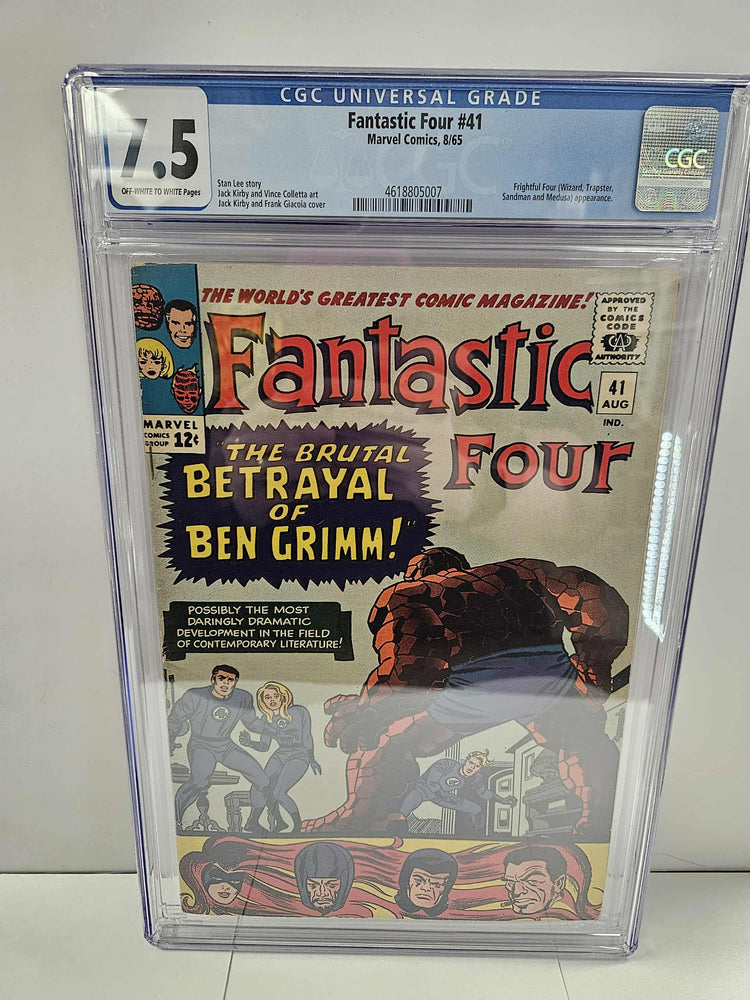 CGC UNIVERSAL GRADE
7.5
OFF-WHITE TO WHITE Pages
Fantastic Four #41
Marvel Comics, 8/65
Stan Lee story
Jack Kirby and Vince Colletta art
Jack Kirby and Frank Giacoia cover
4618805007
Frightful Four (Wizard, Trapster,
Sandman and Medusa) appearance.
CGC
THE WORLD'S GREATEST COMIC MAGAZINE!
APPROVED
BY THE
COMICS
CODE
CA
AUTHORITY
Fantastic
Four
41
AUG
IND.
MARVEL
COMICS
GROUP
12¢
"THE BRUTAL
BETRAYAL
OF
BEN GRIMM!"
POSSIBLY THE MOST
DARINGLY DRAMATIC
DEVELOPMENT IN THE FIELD
OF CONTEMPORARY LITERATURE!